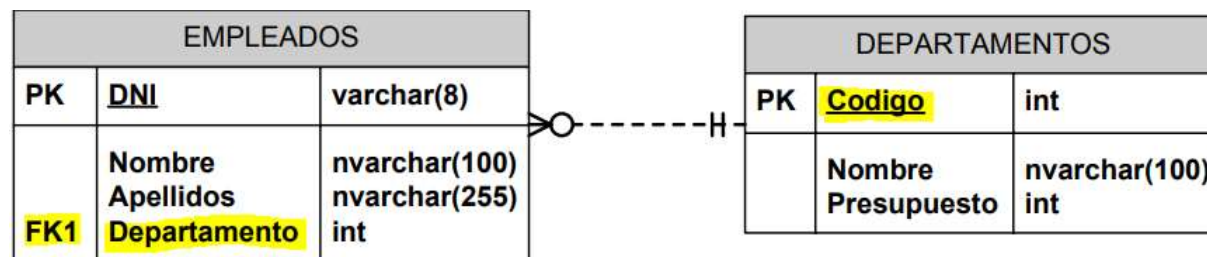 EMPLEADOS
PK DNI varchar(8)
Nombre nvarchar(100)
Apellidos nvarchar(255)
FK1 Departamento int
DEPARTAMENTOS
PK Codigo int
Nombre nvarchar(100)
Presupuesto int